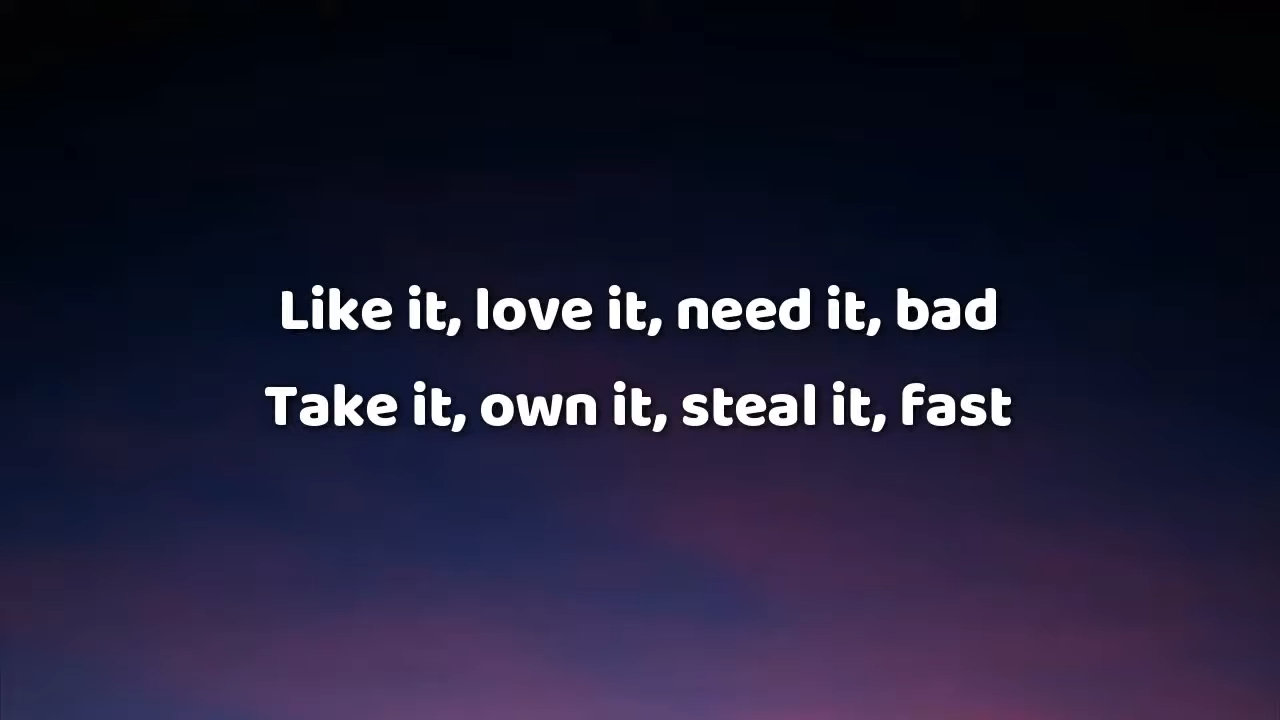 Like it, love it, need it, bad
Take it, own it, steal it, fast